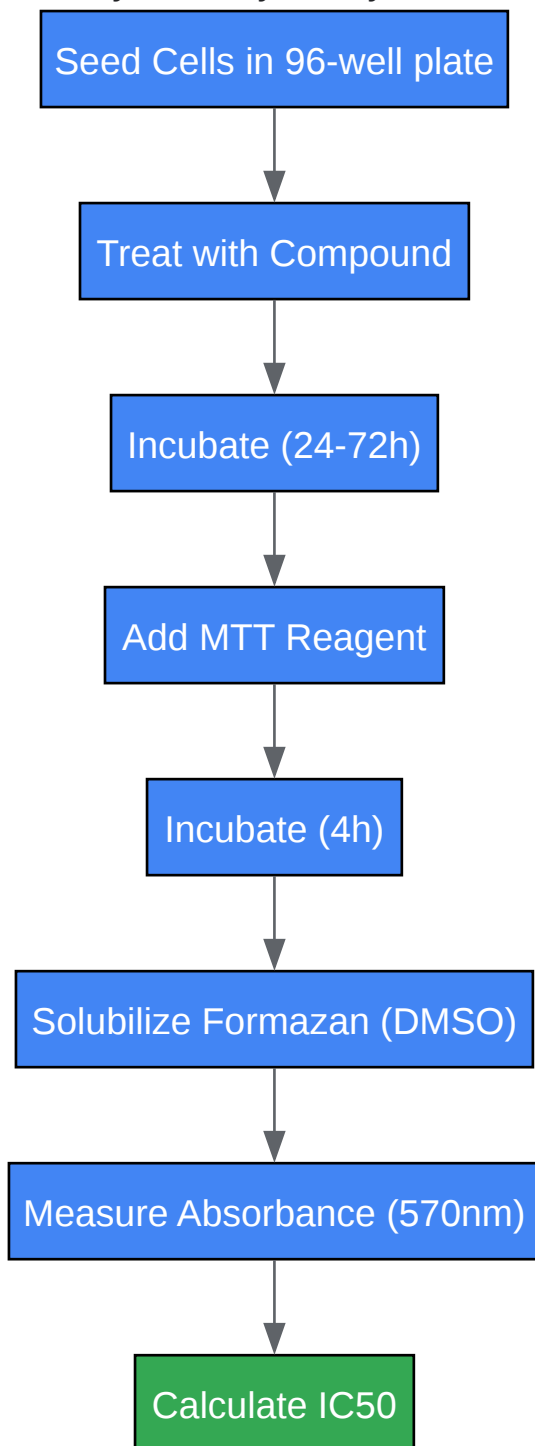 Seed Cells in 96-well plate
Treat with Compound
Incubate (24-72h)
Add MTT Reagent
Incubate (4h)
Solubilize Formazan (DMSO)
Measure Absorbance (570nm)
Calculate IC50